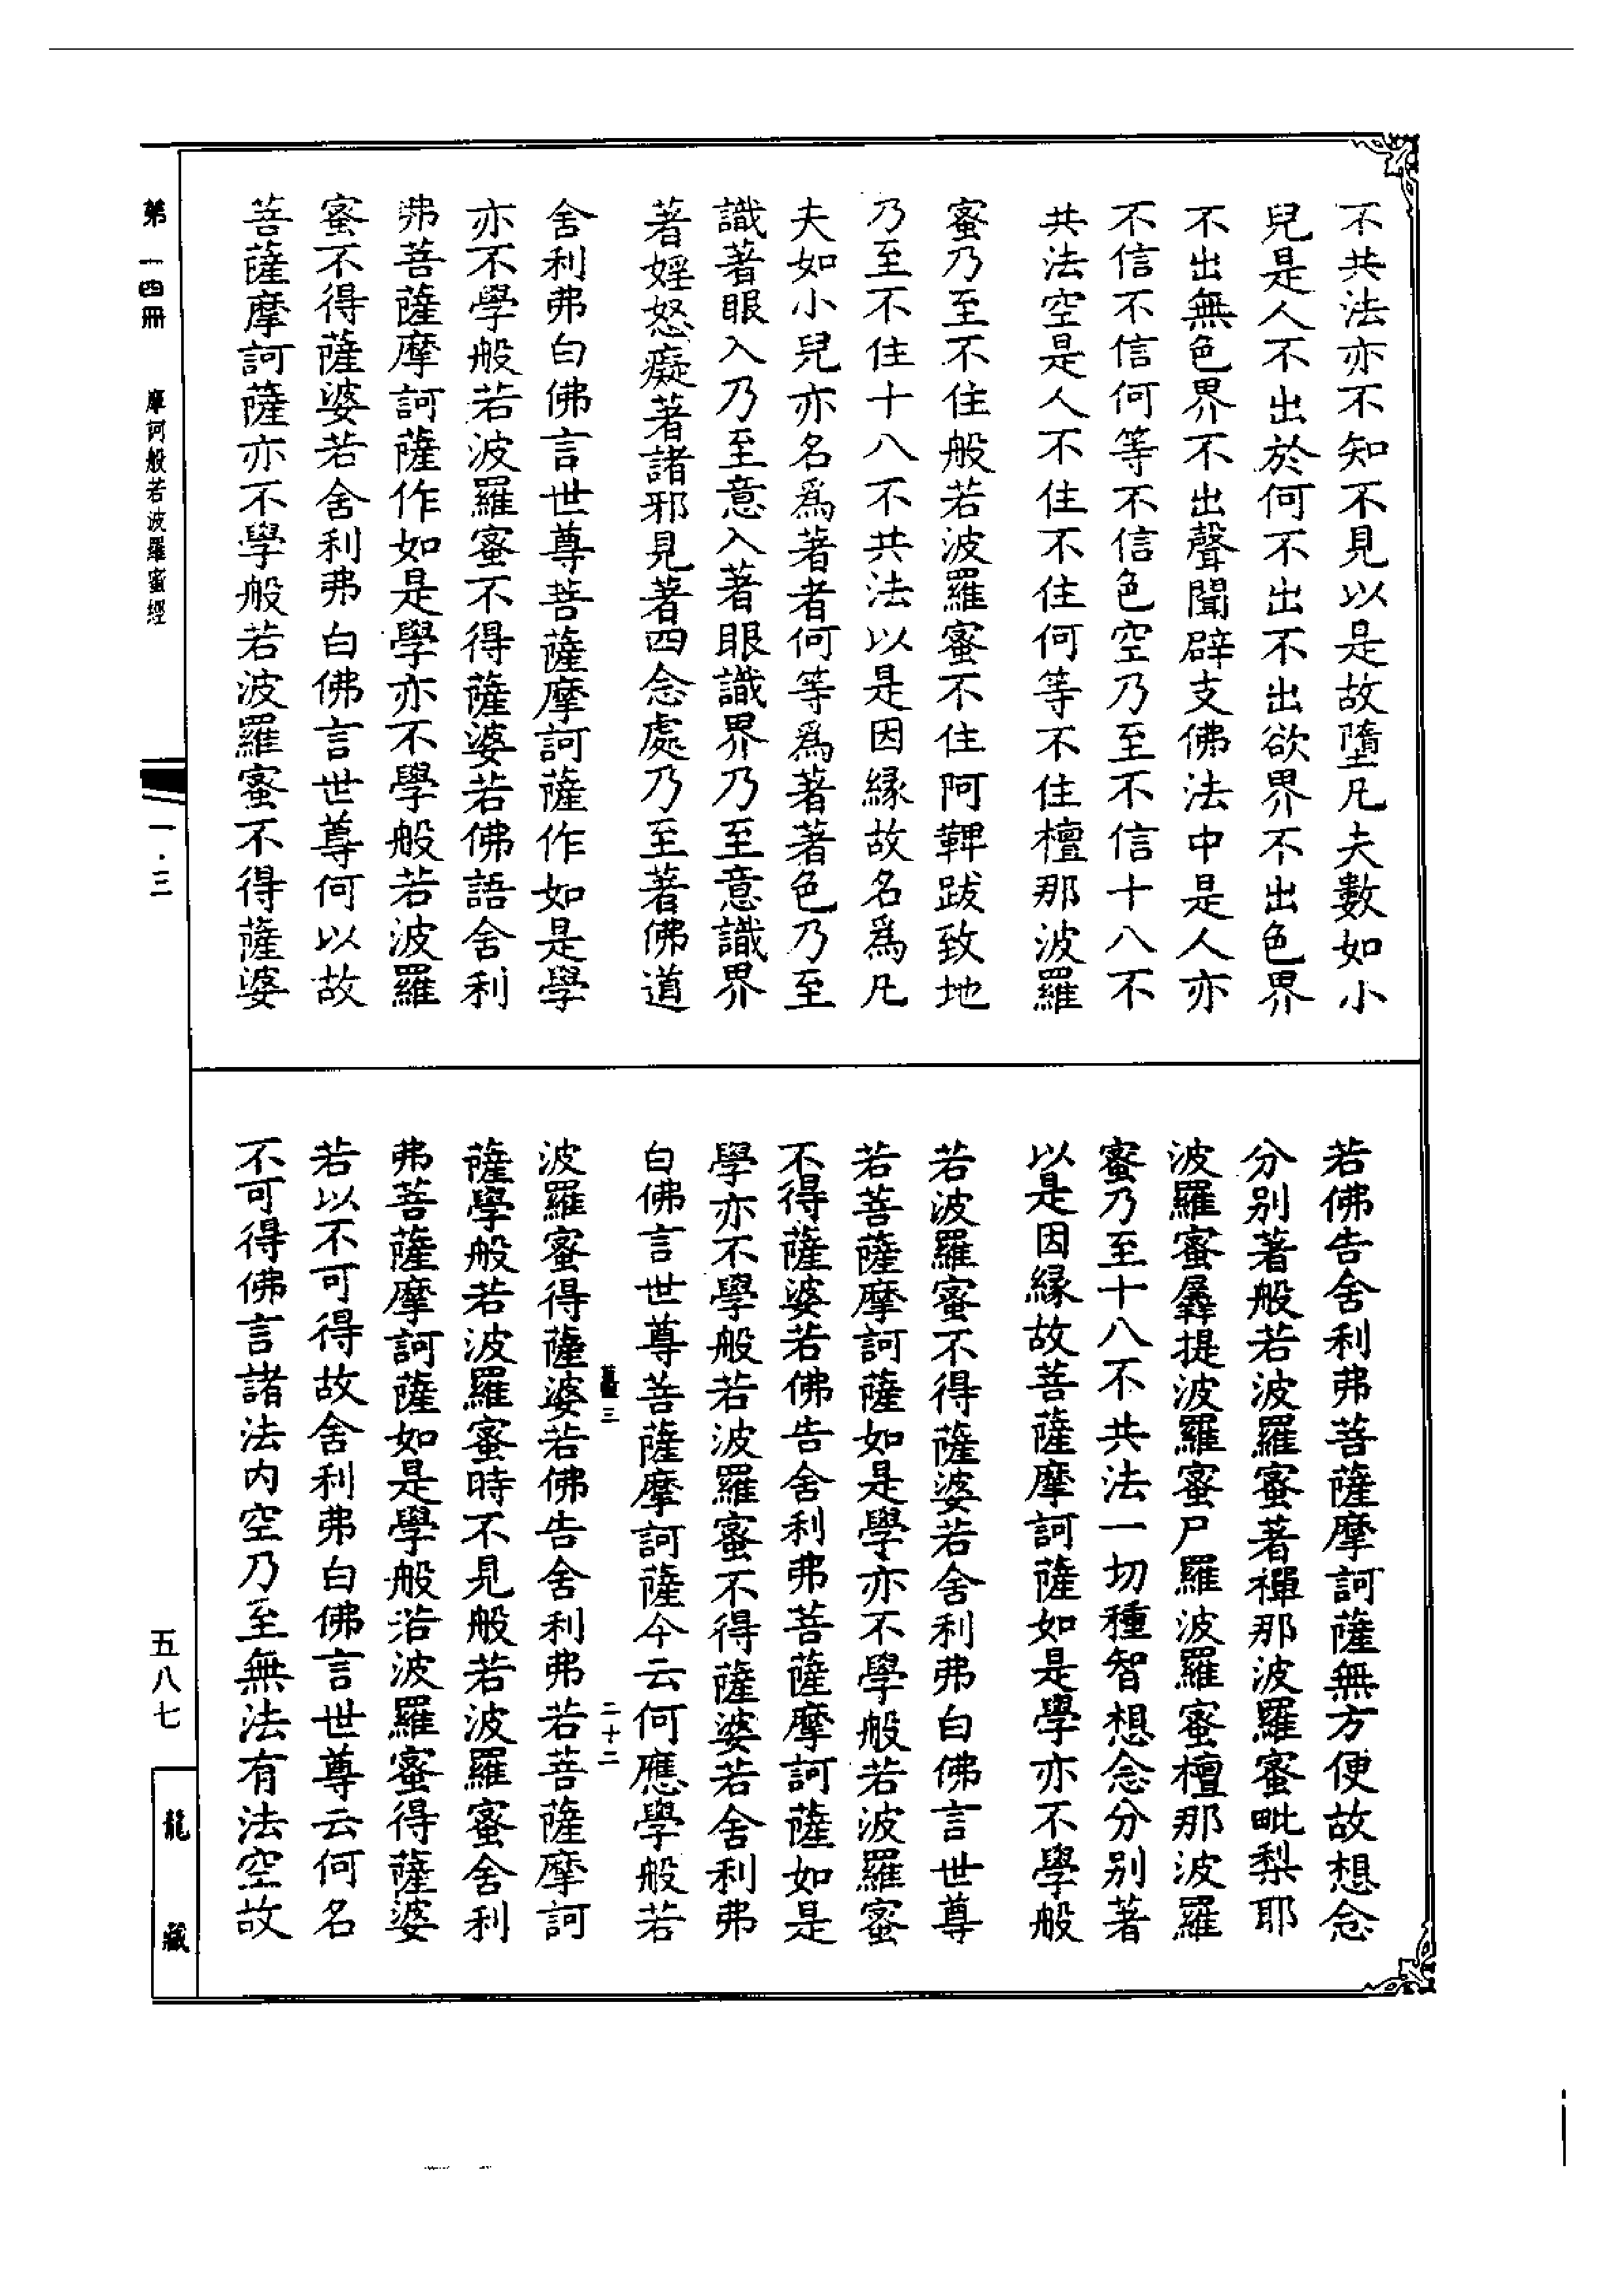 不共法亦不知不見以是故墮凡夫數如小
兒是人不出於何不出不出欲界不出色界
不出無色界不出聲聞辟支佛法中是人亦
不信不信何等不信色空乃至不信十八不
共法空是人不住不住何等不住檀那波羅
蜜乃至不住般若波羅蜜不住阿鞞跋致地
乃至不住十八不共法以是因緣故名爲凡
夫如小兒亦名爲著者何等爲著著色乃至
識著眼入乃至意入著眼識界乃至意識界
著婬怒癡著諸邪見著四念處乃至著佛道
舍利弗白佛言世尊菩薩摩訶薩作如是學
亦不學般若波羅蜜不得薩婆若佛語舍利
弗菩薩摩訶薩作如是學亦不學般若波羅
蜜不得薩婆若舍利弗白佛言世尊何以故
菩薩摩訶薩亦不學般若波羅蜜不得薩婆
若佛告舍利弗菩薩摩訶薩無方便故想念
分別著般若波羅蜜著禪那波羅蜜毗梨耶
波羅蜜羼提波羅蜜尸羅波羅蜜檀那波羅
蜜乃至十八不共法一切種智想念分別著
以是因緣故菩薩摩訶薩如是學亦不學般
若波羅蜜不得薩婆若舍利弗白佛言世尊
若菩薩摩訶薩如是學亦不學般若波羅蜜
不得薩婆若佛告舍利弗菩薩摩訶薩如是
學亦不學般若波羅蜜不得薩婆若舍利弗
白佛言世尊菩薩摩訶薩今云何應學般若
三 二十二
波羅蜜得薩婆若佛告舍利弗若菩薩摩訶
薩學般若波羅蜜時不見般若波羅蜜舍利
弗菩薩摩訶薩如是學般若波羅蜜得薩婆
若以不可得故舍利弗白佛言世尊云何名
不可得佛言諸法内空乃至無法有法空故
第一四冊 摩訶般若波羅蜜經 一·三
五八七
龍藏